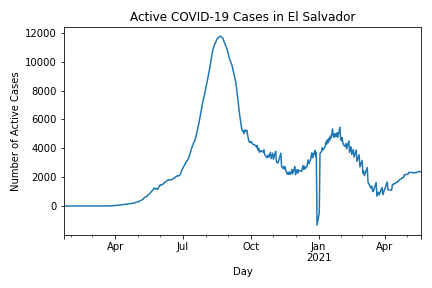 Active COVID-19 Cases in El Salvador
Number of Active Cases
12000
10000
8000
6000
4000
2000
0
Apr
Jul
Oct
Jan
2021
Apr
Day